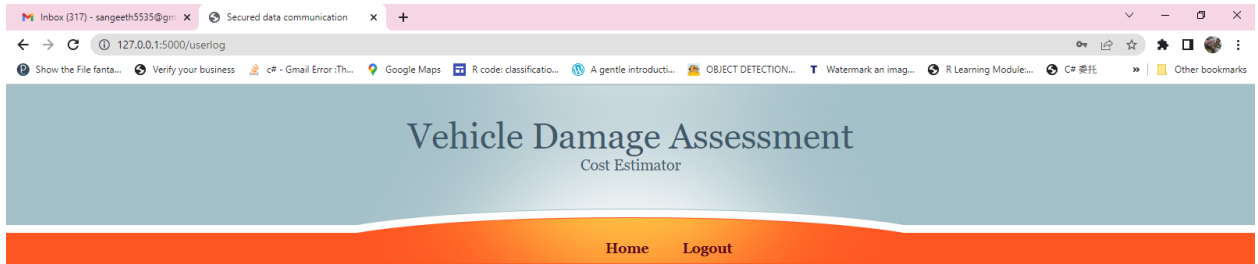 Inbox (317) - sangeeth5535@gm
Secured data communication
127.0.0.1:5000/userlog
Show the File fanta... Verify your business c# - Gmail Error :Th... Google Maps R code: classificatio... A gentle introducti... OBJECT DETECTION... Watermark an imag... R Learning Module:... C# 委托 » Other bookmarks
Vehicle Damage Assessment
Cost Estimator
Home Logout